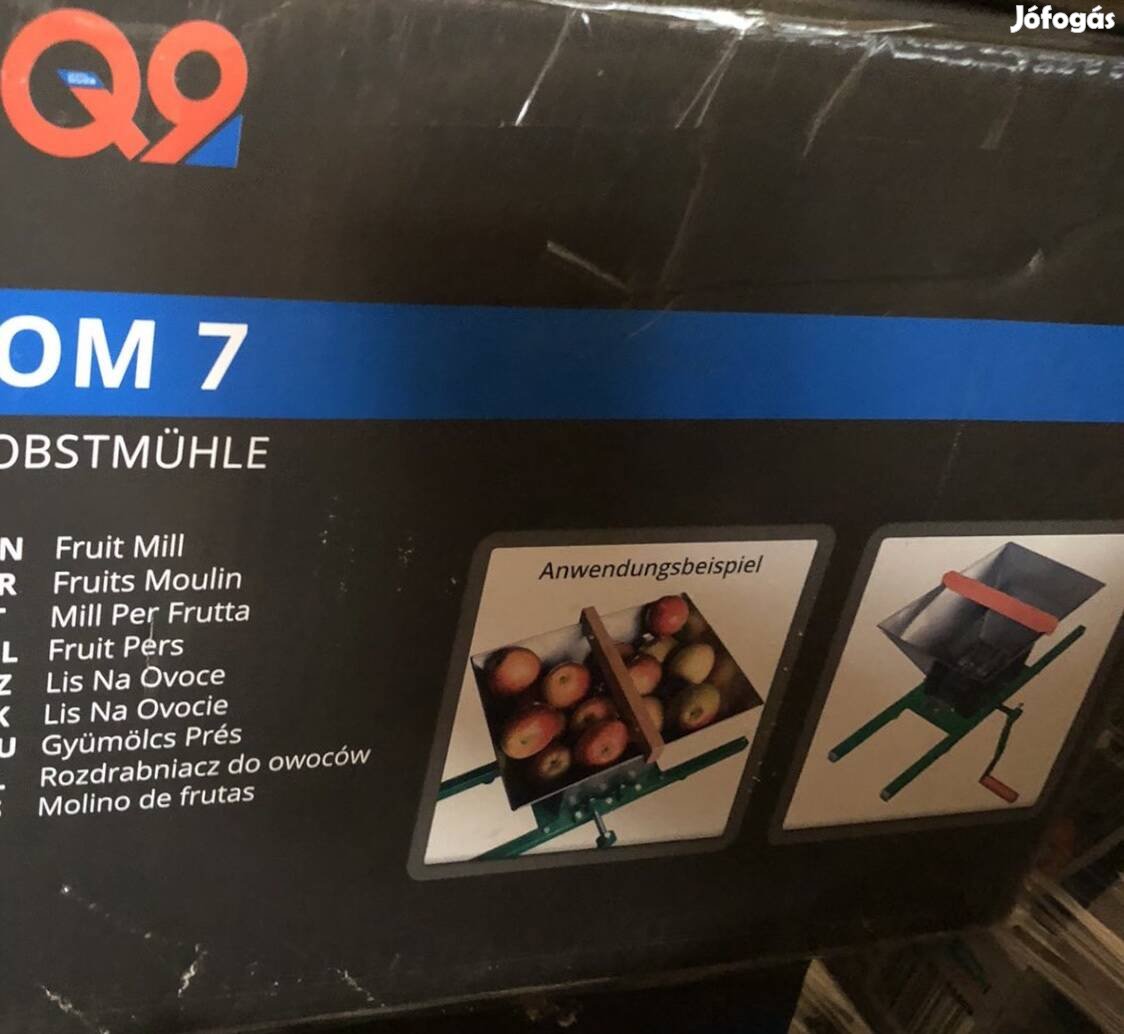 Jófogás
Q9
OM 7
OBSTMÜHLE
N Fruit Mill
R Fruits Moulin
Mill Per Frutta
L Fruit Pers
Z Lis Na Ovoce
K Lis Na Ovocie
U Gyümölcs Prés
Rozdrabniacz do owoców
Molino de frutas
Anwendungsbeispiel